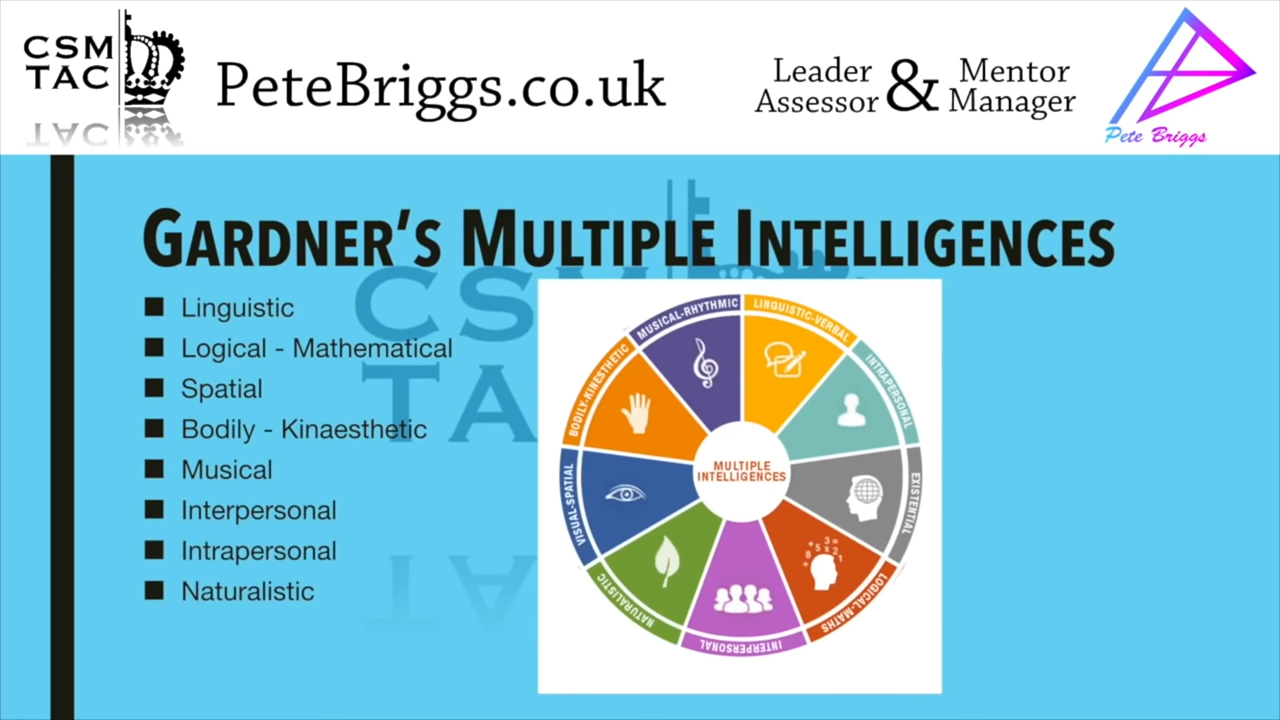 CSM
TAC
PeteBriggs.co.uk
Leader
Assessor
&
Mentor
Manager
Pete Briggs
GARDNER'S MULTIPLE INTELLIGENCES
CSM
TAC
Linguistic
Logical - Mathematical
Spatial
Bodily - Kinaesthetic
Musical
Interpersonal
Intrapersonal
Naturalistic
MUSICAL-RHYTHMIC
LINGUISTIC-VERBAL
INTRAPERSONAL
EXISTENTIAL
LOGICAL-MATHS
INTERPERSONAL
NATURALISTIC
VISUAL-SPATIAL
BODILY-KINESTHETIC
MULTIPLE
INTELLIGENCES